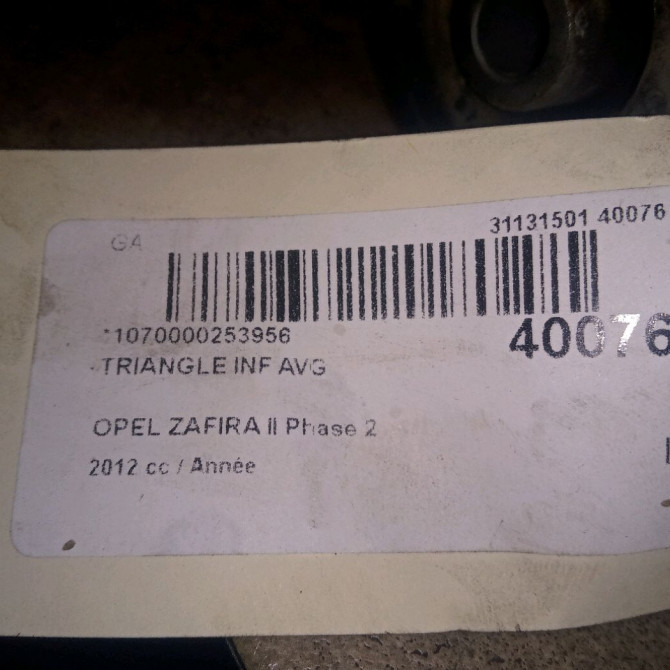 GA
31131501 40076
*1070000253956
40076
TRIANGLE INF AVG
OPEL ZAFIRA II Phase 2
2012 cc / Année